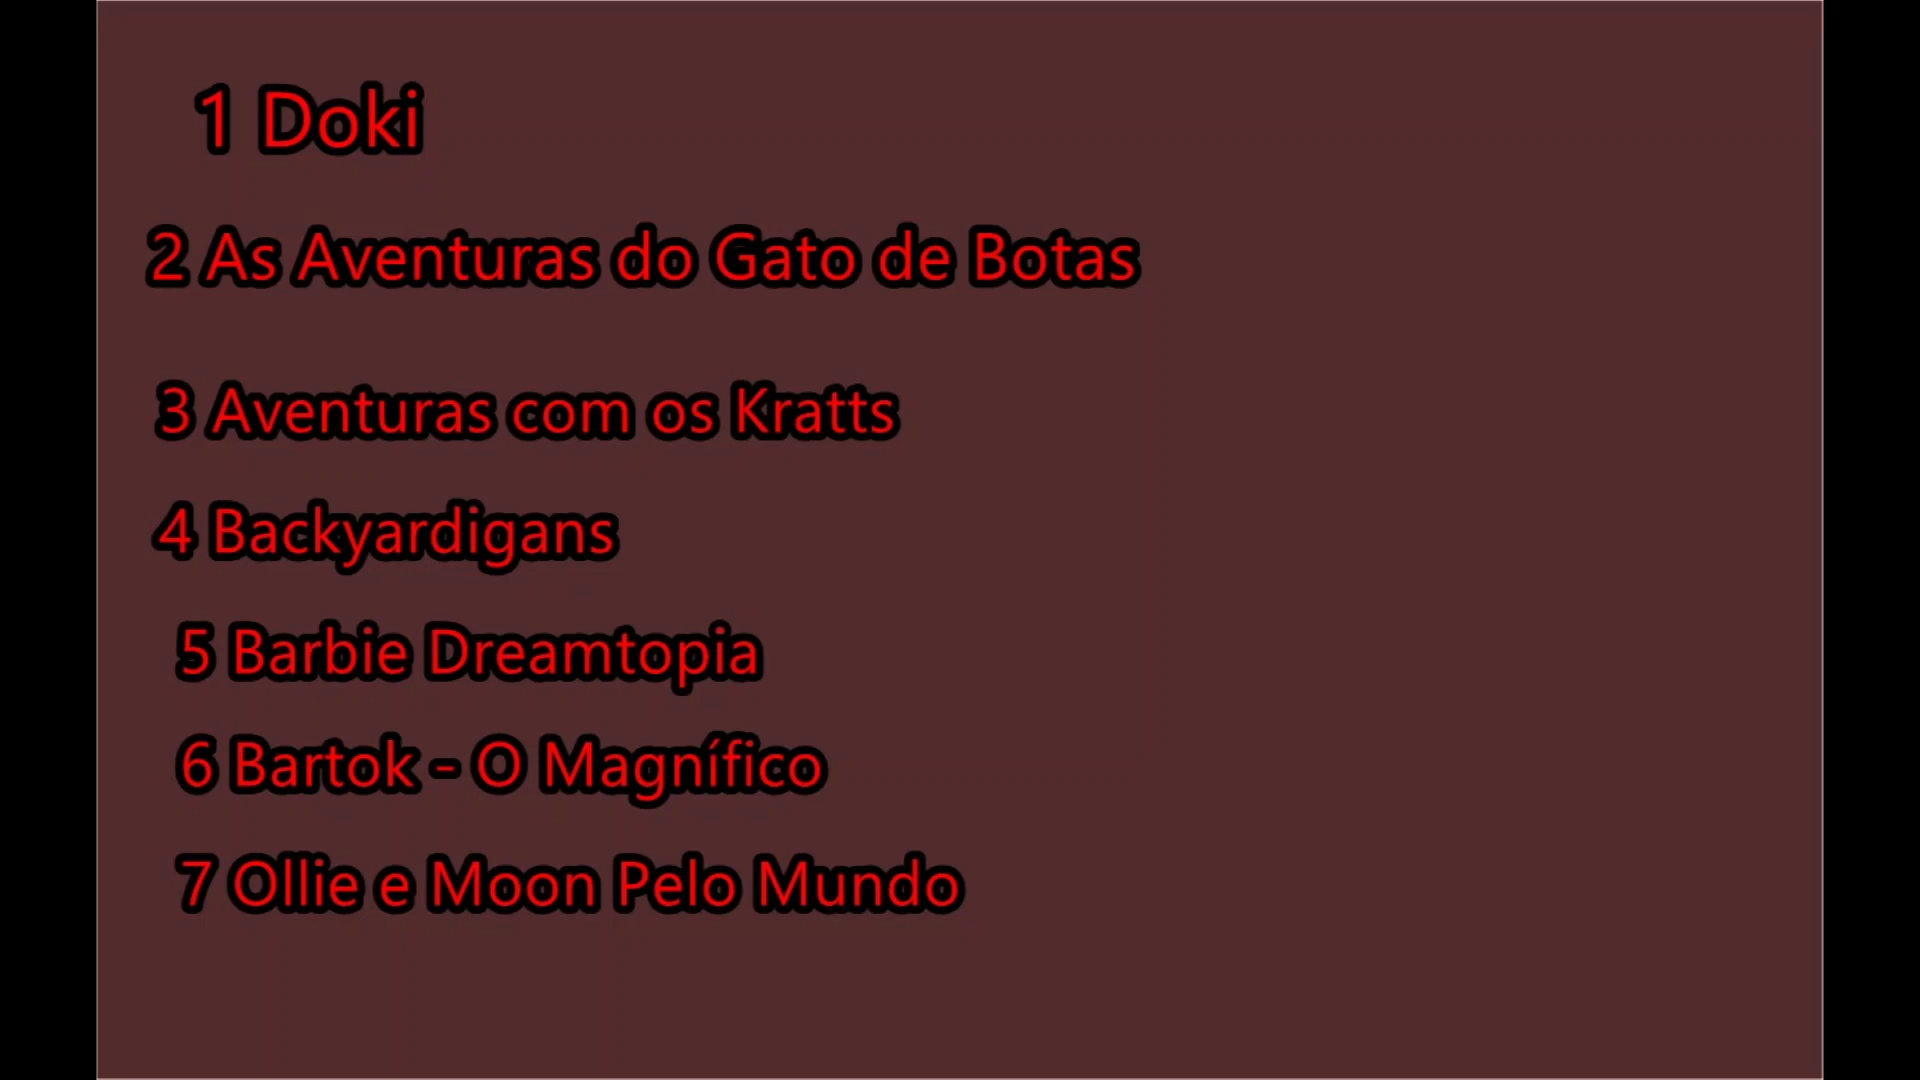 1 Doki
2 As Aventuras do Gato de Botas
3 Aventuras com os Kratts
4 Backyardigans
5 Barbie Dreamtopia
6 Bartok - O Magnífico
7 Ollie e Moon Pelo Mundo